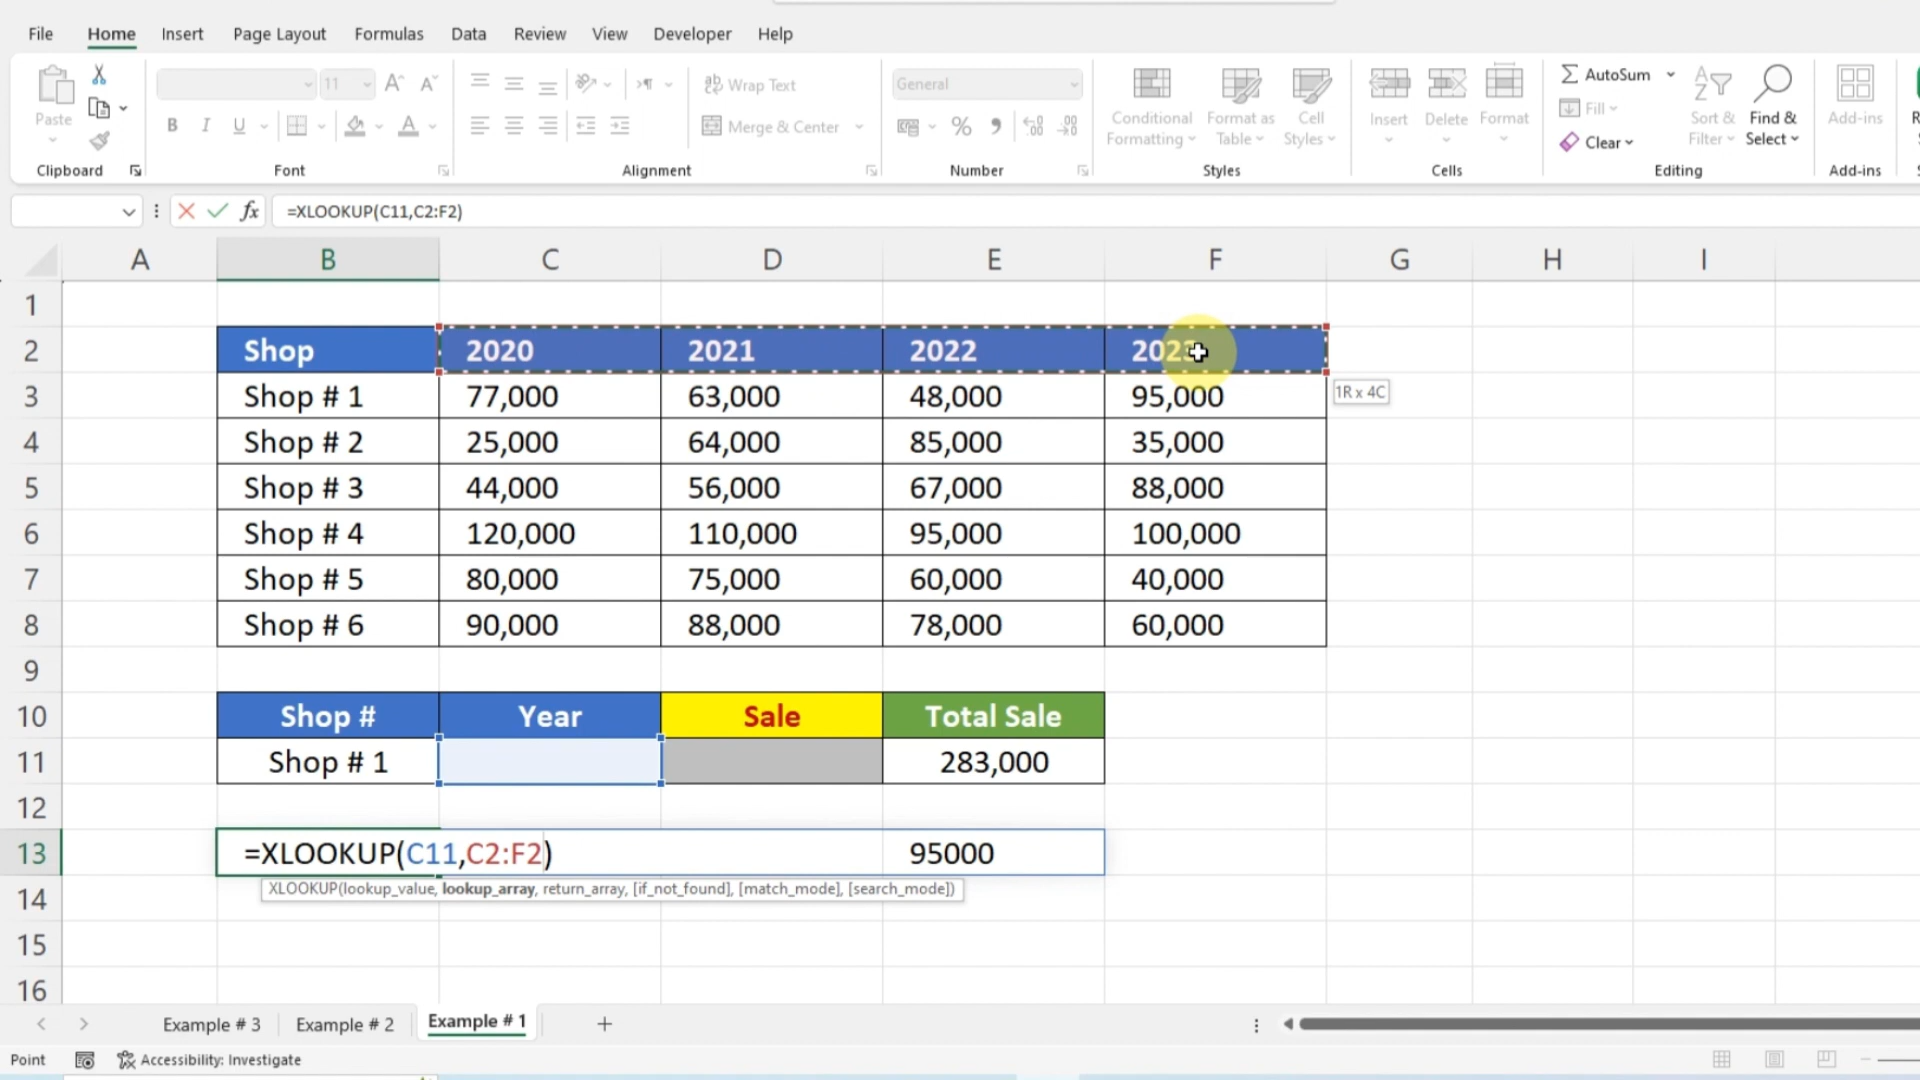 File Home Insert Page Layout Formulas Data Review View Developer Help
Paste
Clipboard
11
B I U
Font
Wrap Text
Merge & Center
Alignment
General
Number
Conditional Formatting
Format as Table
Cell Styles
Styles
Insert Delete Format
Cells
AutoSum
Fill
Clear
Sort & Filter
Find & Select
Editing
Add-ins
Add-ins
fx =XLOOKUP(C11,C2:F2)
A B C D E F G H I
1
2 Shop 2020 2021 2022 2023
3 Shop # 1 77,000 63,000 48,000 95,000 1R x 4C
4 Shop # 2 25,000 64,000 85,000 35,000
5 Shop # 3 44,000 56,000 67,000 88,000
6 Shop # 4 120,000 110,000 95,000 100,000
7 Shop # 5 80,000 75,000 60,000 40,000
8 Shop # 6 90,000 88,000 78,000 60,000
9
10 Shop # Year Sale Total Sale
11 Shop # 1 283,000
12
13 =XLOOKUP(C11,C2:F2) 95000
XLOOKUP(lookup_value, lookup_array, return_array, [if_not_found], [match_mode], [search_mode])
14
15
16
Example # 3 Example # 2 Example # 1
Point Accessibility: Investigate